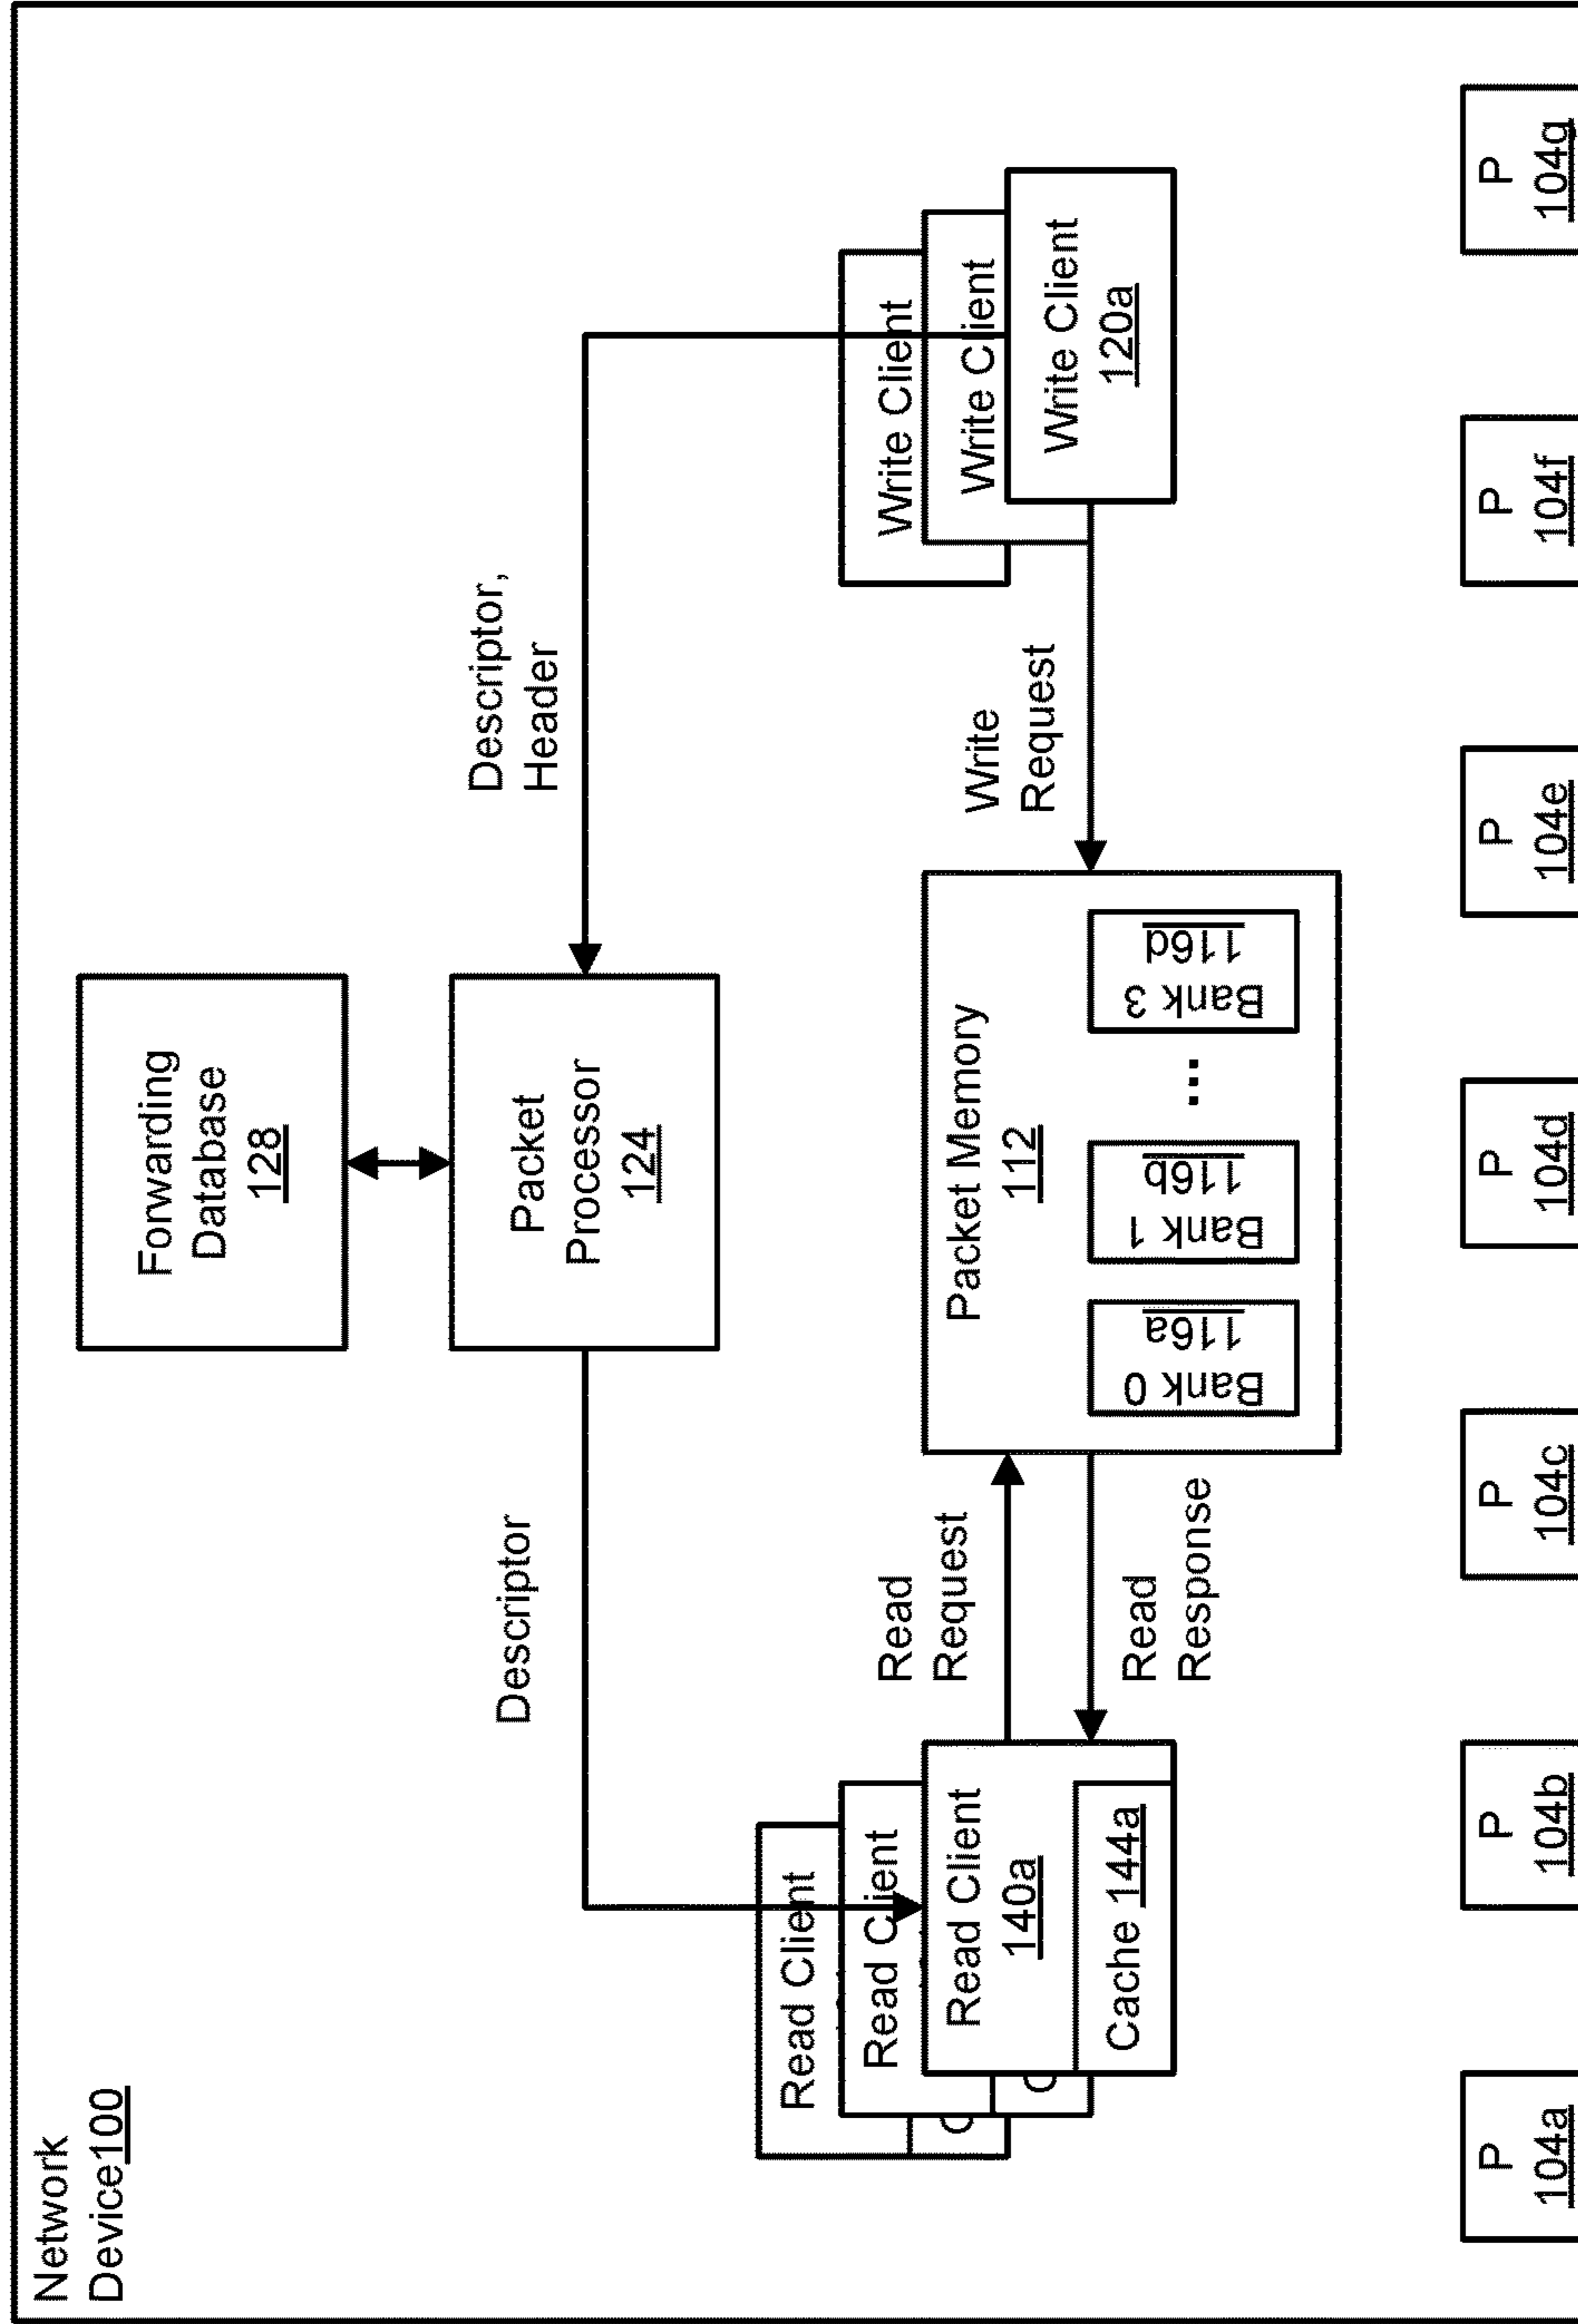 Network
Device100
Forwarding
Database
128
Packet
Processor
124
Descriptor
Descriptor,
Header
Read Client
Read Client
Read Client
140a
Cache 144a
C
C
Read
Request
Read
Response
Packet Memory
112
Bank 0
116a
Bank 1
116b
...
Bank 3
116d
Write
Request
Write Client
Write Client
Write Client
120a
P
104a
P
104b
P
104c
P
104d
P
104e
P
104f
P
104g